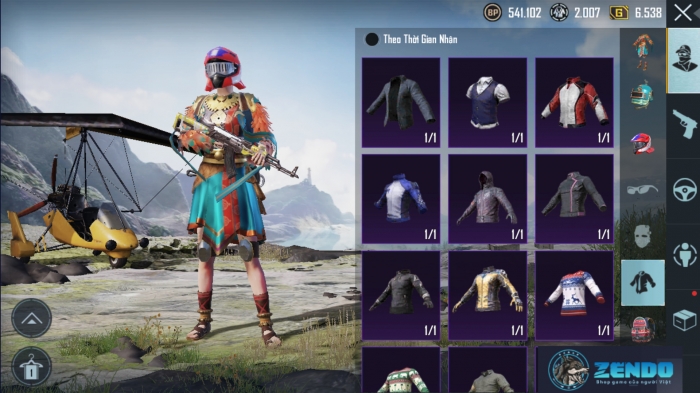 BP 541.102 2.007 G 6.538
Theo Thời Gian Nhận
1/1 1/1 1/1
1/1 1/1 1/1
1/1 1/1 1/1
1
ZENDO
Shop game của người Việt